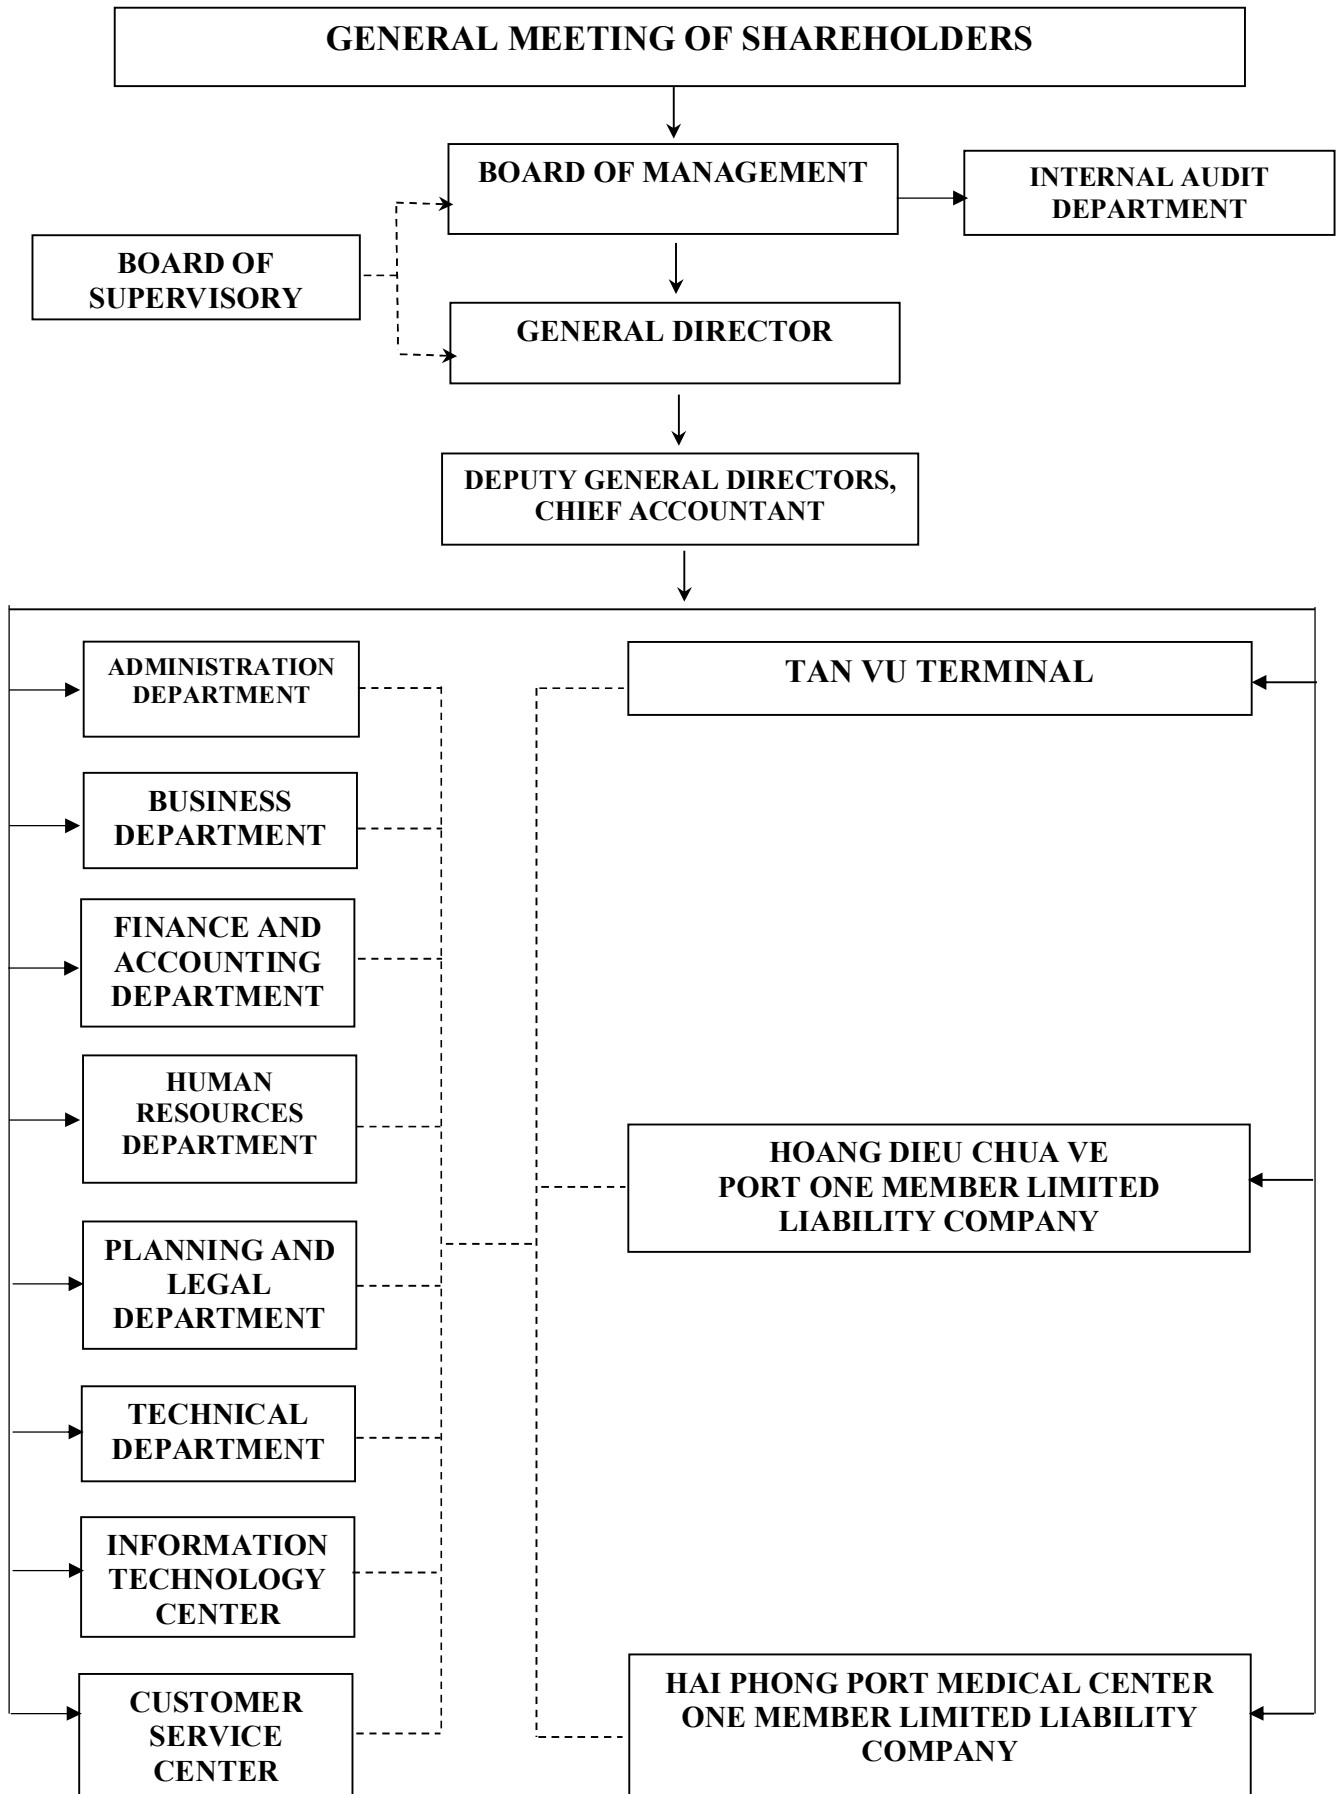 GENERAL MEETING OF SHAREHOLDERS
BOARD OF MANAGEMENT
INTERNAL AUDIT
DEPARTMENT
BOARD OF
SUPERVISORY
GENERAL DIRECTOR
DEPUTY GENERAL DIRECTORS,
CHIEF ACCOUNTANT
ADMINISTRATION
DEPARTMENT
BUSINESS
DEPARTMENT
FINANCE AND
ACCOUNTING
DEPARTMENT
HUMAN
RESOURCES
DEPARTMENT
PLANNING AND
LEGAL
DEPARTMENT
TECHNICAL
DEPARTMENT
INFORMATION
TECHNOLOGY
CENTER
CUSTOMER
SERVICE
CENTER
TAN VU TERMINAL
HOANG DIEU CHUA VE
PORT ONE MEMBER LIMITED
LIABILITY COMPANY
HAI PHONG PORT MEDICAL CENTER
ONE MEMBER LIMITED LIABILITY
COMPANY